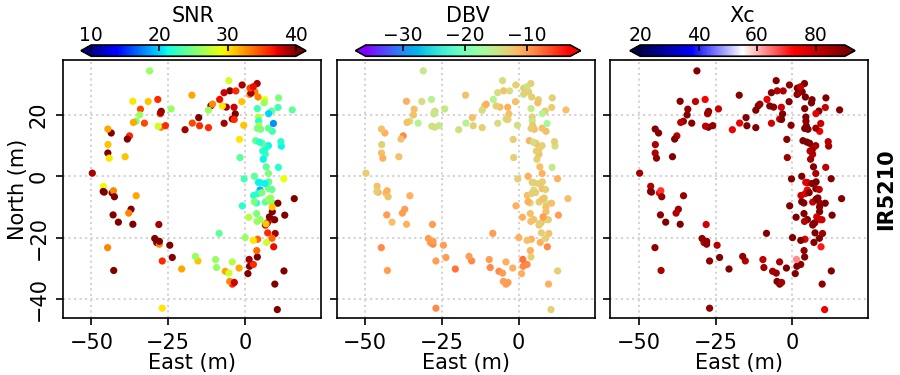 SNR DBV Xc
10 20 30 40 −30 −20 −10 20 40 60 80
20
0
−20
−40
North (m)
−50 −25 0 −50 −25 0 −50 −25 0
East (m) East (m) East (m)
IR5210